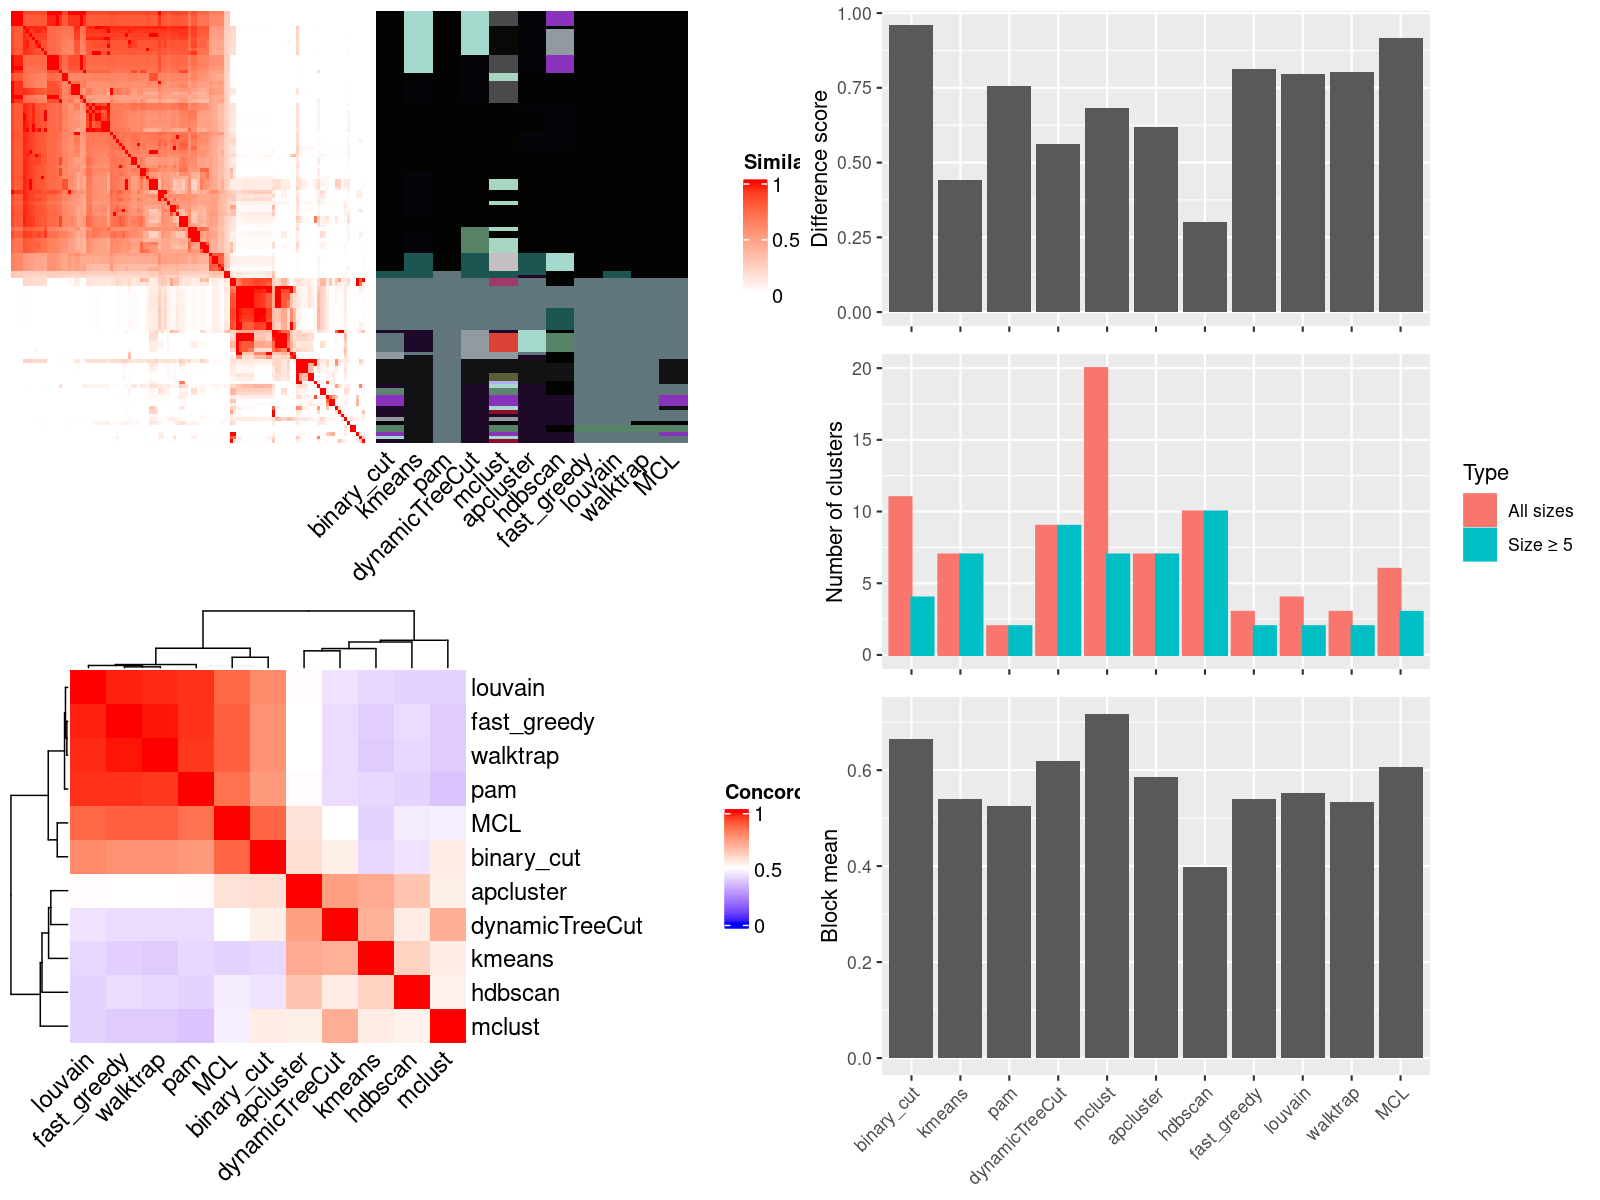 Simila
1
0.5
0
binary_cut
kmeans
pam
dynamicTreeCut
mclust
apcluster
hdbscan
fast_greedy
louvain
walktrap
MCL
louvain
fast_greedy
walktrap
pam
MCL
binary_cut
apcluster
dynamicTreeCut
kmeans
hdbscan
mclust
louvain
fast_greedy
walktrap
pam
MCL
binary_cut
apcluster
dynamicTreeCut
kmeans
hdbscan
mclust
Concord
1
0.5
0
Difference score
1.00
0.75
0.50
0.25
0.00
Number of clusters
20
15
10
5
0
Type
All sizes
Size ≥ 5
Block mean
0.6
0.4
0.2
0.0
binary_cut
kmeans
pam
dynamicTreeCut
mclust
apcluster
hdbscan
fast_greedy
louvain
walktrap
MCL